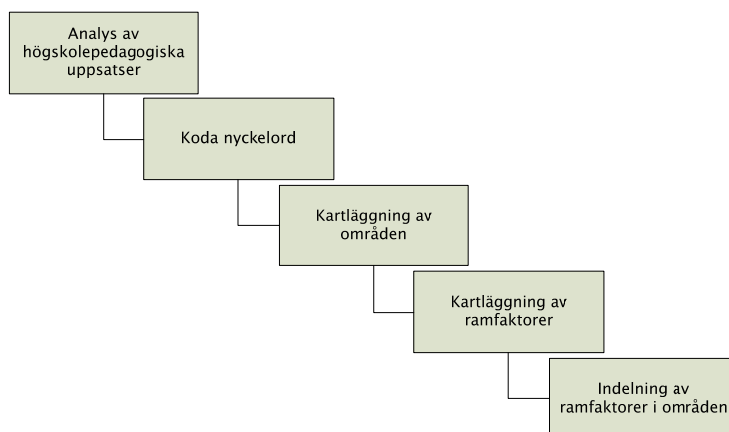 Analys av
högskolepedagogiska
uppsatser
Koda nyckelord
Kartläggning av
områden
Kartläggning av
ramfaktorer
Indelning av
ramfaktorer i områden